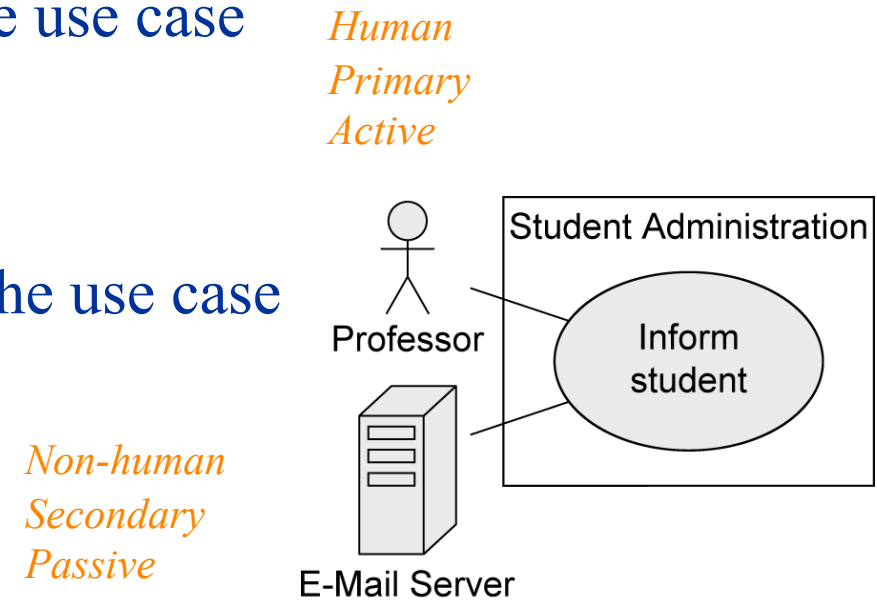 e use case
Human
Primary
Active
Student Administration
he use case
Professor
Inform
student
Non-human
Secondary
Passive
E-Mail Server